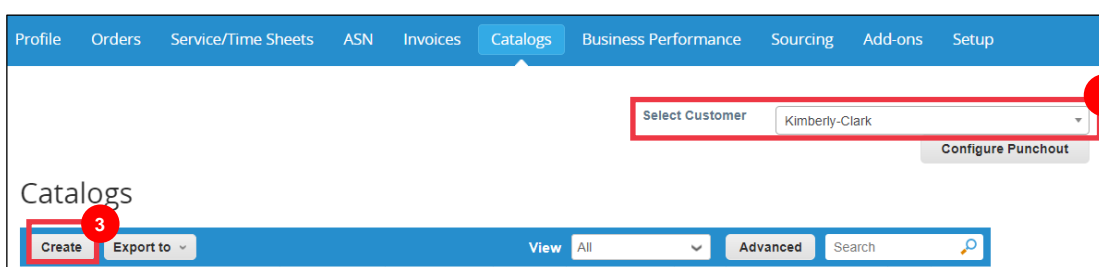 Profile Orders Service/Time Sheets ASN Invoices Catalogs Business Performance Sourcing Add-ons Setup
Select Customer Kimberly-Clark
Configure Punchout
Catalogs
3
Create Export to View All Advanced Search